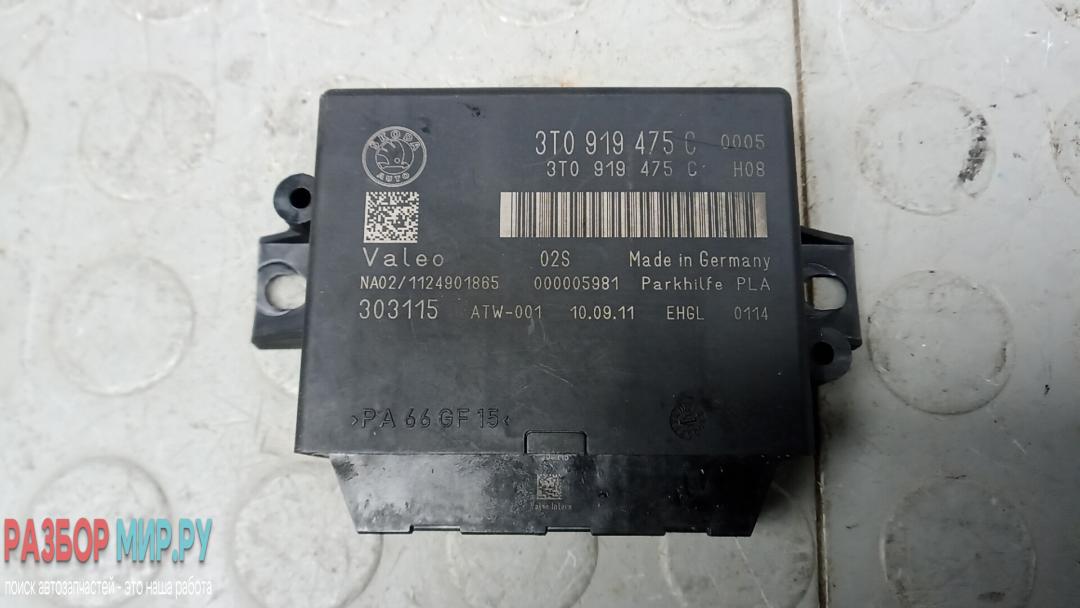 SKODA
AUTO
3T0 919 475 C 0005
3T0 919 475 C H08
Valeo 02S Made in Germany
NA02/1124901865 000005981 Parkhilfe PLA
303115 ATW-001 10.09.11 EHGL 0114
>PA 66 GF 15<
РАЗБОР МИР.РУ
поиск автозапчастей - это наша работа